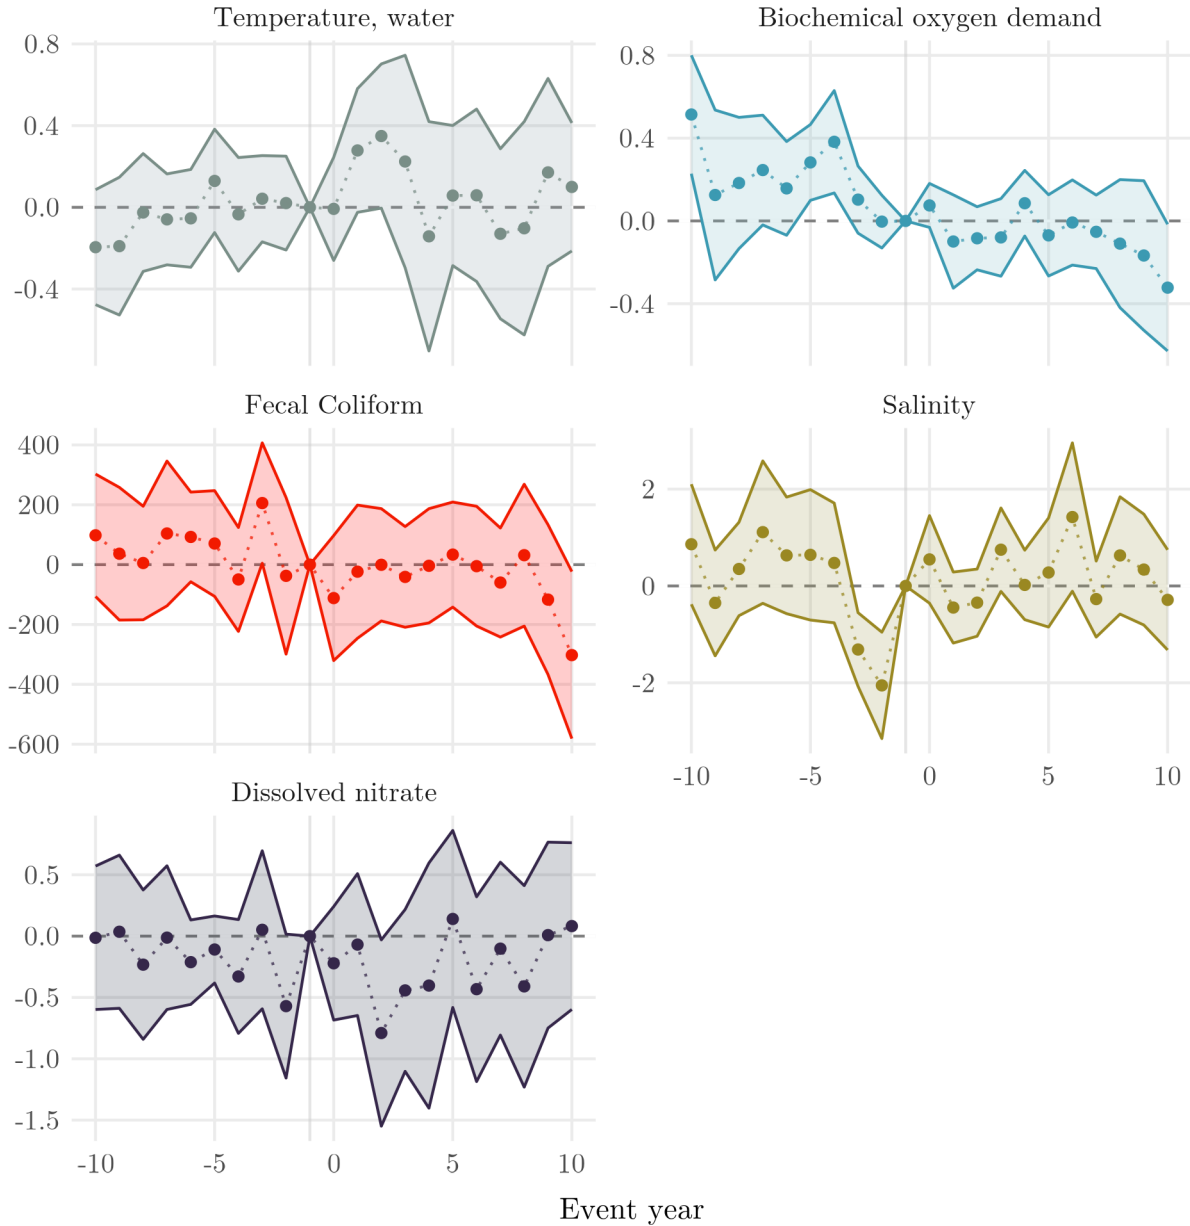 Temperature, water
0.8
0.4
0.0
-0.4
Biochemical oxygen demand
0.8
0.4
0.0
-0.4
Fecal Coliform
400
200
0
-200
-400
-600
Salinity
2
0
-2
-10 -5 0 5 10
Dissolved nitrate
0.5
0.0
-0.5
-1.0
-1.5
-10 -5 0 5 10
Event year